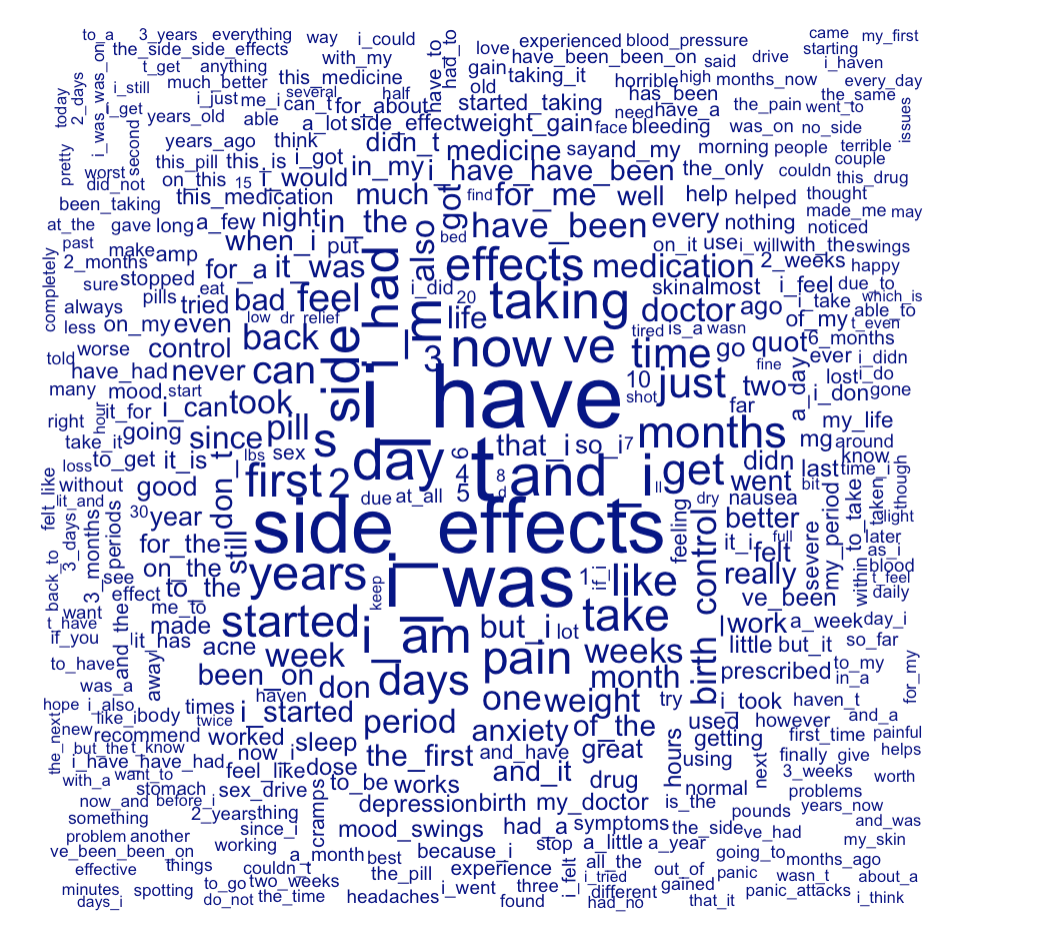 to_a 3_years everything way i_could had_to love experienced blood_pressure came my_first
the_side_side_effects with_my have_to gain have_been_been_on said drive starting
t_get anything this_medicine old taking_it horrible high months_now i_haven every_day
i_was_was_on i_still much_better several half has_been the_same
today 2_days i_get i_just me_i can_t for_about started_taking need have_a the_pain went_to issues
second years_old able a_lot side_effect weight_gain face bleeding was_on no_side
years_ago think didn_t medicine say and_my morning people terrible
pretty worst this_pill this_is i_got in_my i_have_have_been the_only couldn couple
did_not on_this 15 i_would much got find for_me well help helped thought this_drug
been_taking this_medication made_me may
at_the gave long a_few night in_the also bed have_been every nothing noticed
past make amp when_i put on_it use i_will with_the swings
completely 2_months for_a it_was i_had effects medication 2_weeks happy
sure stopped eat i_m i_did 20 taking skin almost i_feel due_to
always pills tried bad feel life doctor ago i_take which_is
less on_my even low dr relief side tired is_a wasn of_my t_even able_to
told worse control back 3 now ve time go quot 6_months
have_had never can i_have fine ever i_didn
many mood start 10 shot just two a_day lost i_do
right hour it_for i_can took far i_don gone
take_it going since pill s day 6 that_i so_i 7 months mg my_life around
loss to_get it_is lbs sex t 4 8 and_i ll get didn last time_i know
felt_like without good don_t first 2 due at_all 5 d went bit though
lit_and 30 year still side_effects feeling dry nausea to_take taken light
3_days 3_months periods for_the better it_i full felt severe my_period later as_i
back_to see on_the years keep i_was 1 if_i like really within blood t_feel
effect to_the ve_been daily
want t_have me_to made started i_am but_i lot take birth_control work a_week day_i
if_you and_the it_has acne week pain weeks little but_it so_far
to_have away been_on don days month prescribed to_my in_a for_my
was_a haven one weight try i_took haven_t
hope i_also times twice i_started period anxiety of_the used however and_a
the_next new like_i body recommend worked sleep the_first and_have great hours getting first_time painful
but_the t_know now_i using finally give helps
i_have_have_had feel_like dose to_be works and_it drug normal next 3_weeks worth
with_a want_to stomach sex_drive cramps problems
now_and before_i depression birth my_doctor is_the pounds years_now
something 2_years thing mood_swings had_a symptoms the_side ve_had and_was
problem another since_i stop a_little a_year my_skin
ve_been_been_on working a_month best because_i going_to months_ago
effective things couldn_t the_pill experience i_felt all_the out_of panic wasn_t about_a
minutes spotting to_go two_weeks i_went three i_tried different gained panic_attacks
days_i do_not the_time headaches found had_no that_it i_think